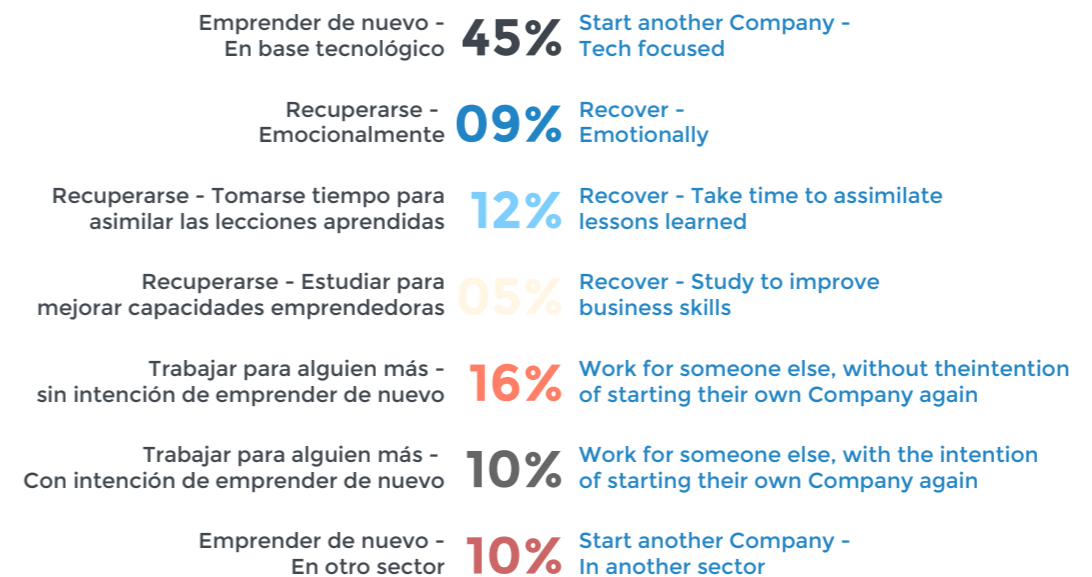 Emprender de nuevo -
En base tecnológico
45%
Start another Company -
Tech focused
Recuperarse -
Emocionalmente
09%
Recover -
Emotionally
Recuperarse - Tomarse tiempo para
asimilar las lecciones aprendidas
12%
Recover - Take time to assimilate
lessons learned
Recuperarse - Estudiar para
mejorar capacidades emprendedoras
05%
Recover - Study to improve
business skills
Trabajar para alguien más -
sin intención de emprender de nuevo
16%
Work for someone else, without theintention
of starting their own Company again
Trabajar para alguien más -
Con intención de emprender de nuevo
10%
Work for someone else, with the intention
of starting their own Company again
Emprender de nuevo -
En otro sector
10%
Start another Company -
In another sector